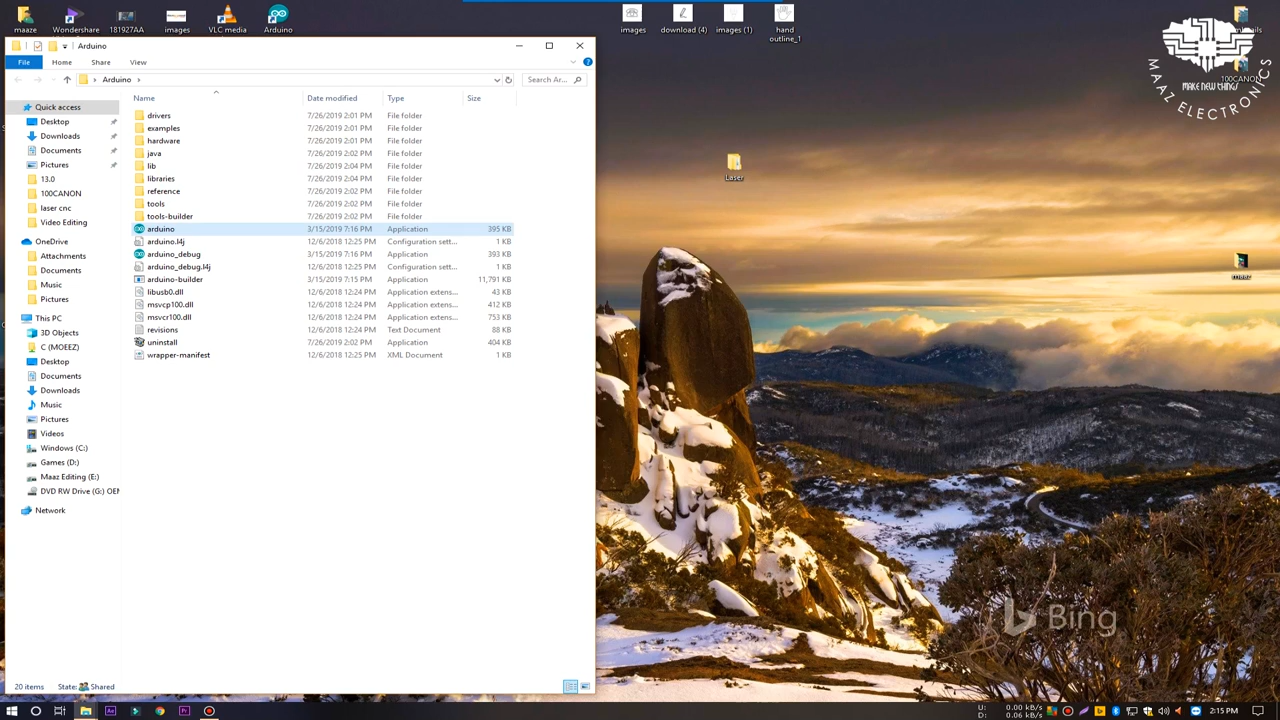 maaze
Wondershare
181927AA
images
VLC media
Arduino
images
download (4)
images (1)
hand
outline_1
Arduino
File
Home
Share
View
Arduino
Search Ar...
Name
Date modified
Type
Size
Quick access
Desktop
Downloads
Documents
Pictures
13.0
100CANON
laser cnc
Video Editing
OneDrive
Attachments
Documents
Music
Pictures
This PC
3D Objects
C (MOEEZ)
Desktop
Documents
Downloads
Music
Pictures
Videos
Windows (C:)
Games (D:)
Maaz Editing (E:)
DVD RW Drive (G:) OEM
Network
drivers 7/26/2019 2:01 PM File folder
examples 7/26/2019 2:01 PM File folder
hardware 7/26/2019 2:01 PM File folder
java 7/26/2019 2:02 PM File folder
lib 7/26/2019 2:04 PM File folder
libraries 7/26/2019 2:04 PM File folder
reference 7/26/2019 2:02 PM File folder
tools 7/26/2019 2:02 PM File folder
tools-builder 7/26/2019 2:02 PM File folder
arduino 3/15/2019 7:16 PM Application 395 KB
arduino.l4j 12/6/2018 12:25 PM Configuration sett... 1 KB
arduino_debug 3/15/2019 7:16 PM Application 393 KB
arduino_debug.l4j 12/6/2018 12:25 PM Configuration sett... 1 KB
arduino-builder 3/15/2019 7:15 PM Application 11,791 KB
libusb0.dll 12/6/2018 12:24 PM Application extens... 43 KB
msvcp100.dll 12/6/2018 12:24 PM Application extens... 412 KB
msvcr100.dll 12/6/2018 12:24 PM Application extens... 753 KB
revisions 12/6/2018 12:24 PM Text Document 88 KB
uninstall 7/26/2019 2:02 PM Application 404 KB
wrapper-manifest 12/6/2018 12:25 PM XML Document 1 KB
20 items State: Shared
Laser
maaz
100CANON
MAAZ ELECTRONICS
MAKE NEW THINGS
Bing
U: 0.00 kB/s
D: 0.06 kB/s
2:15 PM